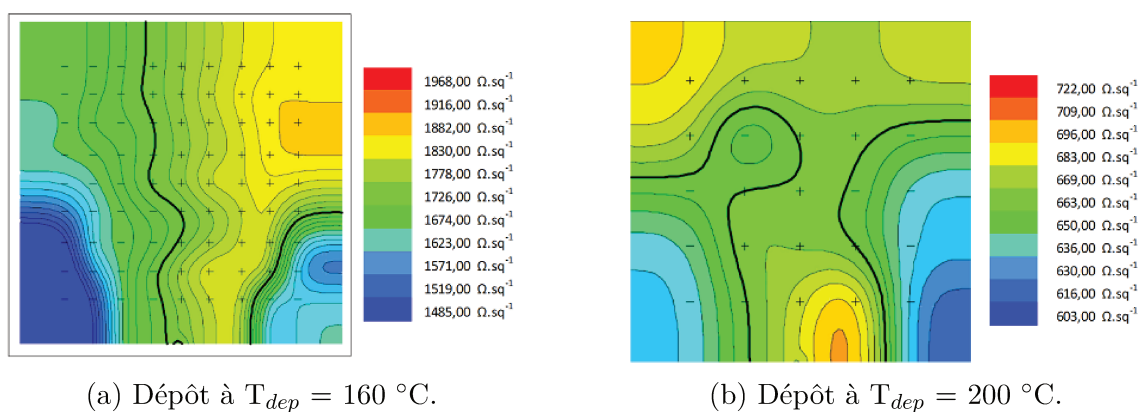 1968,00 Ω.sq⁻¹
1916,00 Ω.sq⁻¹
1882,00 Ω.sq⁻¹
1830,00 Ω.sq⁻¹
1778,00 Ω.sq⁻¹
1726,00 Ω.sq⁻¹
1674,00 Ω.sq⁻¹
1623,00 Ω.sq⁻¹
1571,00 Ω.sq⁻¹
1519,00 Ω.sq⁻¹
1485,00 Ω.sq⁻¹
(a) Dépôt à T_dep = 160 °C.
722,00 Ω.sq⁻¹
709,00 Ω.sq⁻¹
696,00 Ω.sq⁻¹
683,00 Ω.sq⁻¹
669,00 Ω.sq⁻¹
663,00 Ω.sq⁻¹
650,00 Ω.sq⁻¹
636,00 Ω.sq⁻¹
630,00 Ω.sq⁻¹
616,00 Ω.sq⁻¹
603,00 Ω.sq⁻¹
(b) Dépôt à T_dep = 200 °C.